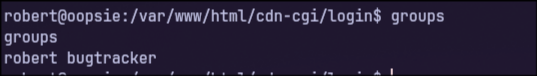 robert@oopsie:/var/www/html/cdn-cgi/login$ groups
groups
robert bugtracker